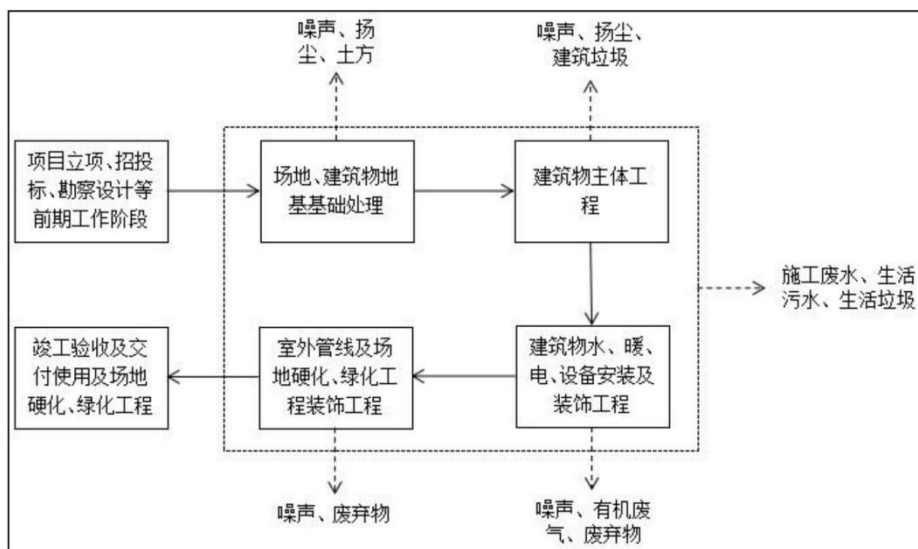 噪声、扬
尘、土方
噪声、扬尘、
建筑垃圾
项目立项、招投
标、勘察设计等
前期工作阶段
场地、建筑物地
基基础处理
建筑物主体工
程
施工废水、生活
污水、生活垃圾
竣工验收及交
付使用及场地
硬化、绿化工程
室外管线及场
地硬化、绿化工
程装饰工程
建筑物水、暖、
电、设备安装及
装饰工程
噪声、废弃物
噪声、有机废
气、废弃物